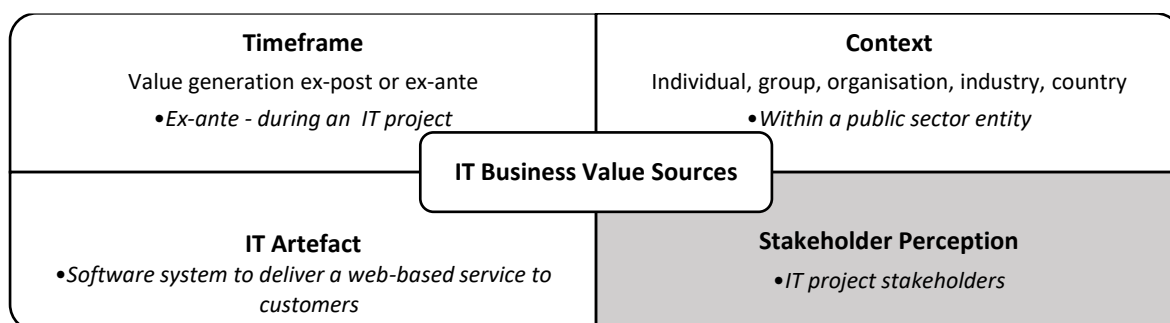 Timeframe
Value generation ex-post or ex-ante
•Ex-ante - during an IT project
Context
Individual, group, organisation, industry, country
•Within a public sector entity
IT Business Value Sources
IT Artefact
•Software system to deliver a web-based service to
customers
Stakeholder Perception
•IT project stakeholders